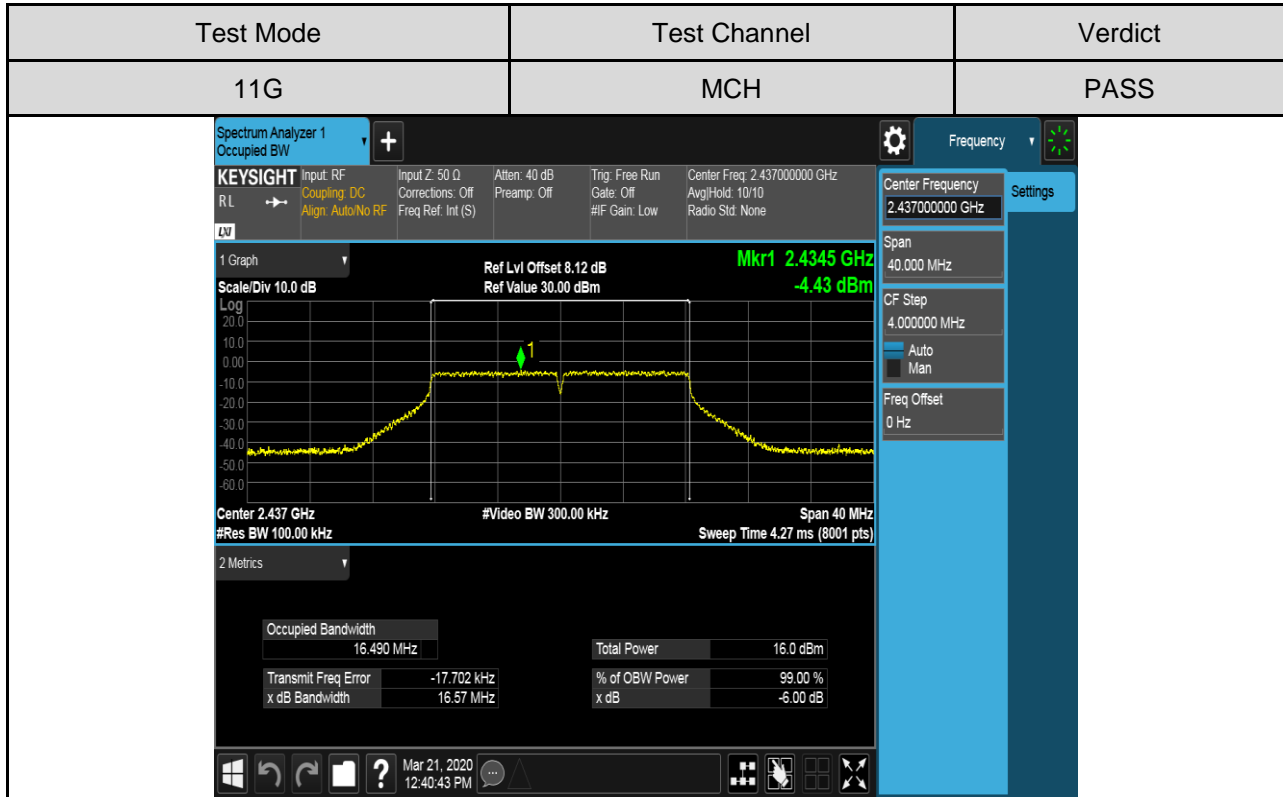 Test Mode Test Channel Verdict
11G MCH PASS
Spectrum Analyzer 1
Occupied BW
+
Frequency
KEYSIGHT
RL
LXI
Input: RF
Coupling: DC
Align: Auto/No RF
Input Z: 50 Ω
Corrections: Off
Freq Ref: Int (S)
Atten: 40 dB
Preamp: Off
Trig: Free Run
Gate: Off
#IF Gain: Low
Center Freq: 2.437000000 GHz
Avg|Hold: 10/10
Radio Std: None
Center Frequency
2.437000000 GHz
Settings
Span
40.000 MHz
CF Step
4.000000 MHz
Auto
Man
Freq Offset
0 Hz
1 Graph
Scale/Div 10.0 dB
Ref Lvl Offset 8.12 dB
Ref Value 30.00 dBm
Mkr1 2.4345 GHz
-4.43 dBm
Log
20.0
10.0
0.00
-10.0
-20.0
-30.0
-40.0
-50.0
-60.0
1
Center 2.437 GHz #Video BW 300.00 kHz Span 40 MHz
#Res BW 100.00 kHz Sweep Time 4.27 ms (8001 pts)
2 Metrics
Occupied Bandwidth
16.490 MHz
Total Power 16.0 dBm
Transmit Freq Error -17.702 kHz % of OBW Power 99.00 %
x dB Bandwidth 16.57 MHz x dB -6.00 dB
?
Mar 21, 2020
12:40:43 PM